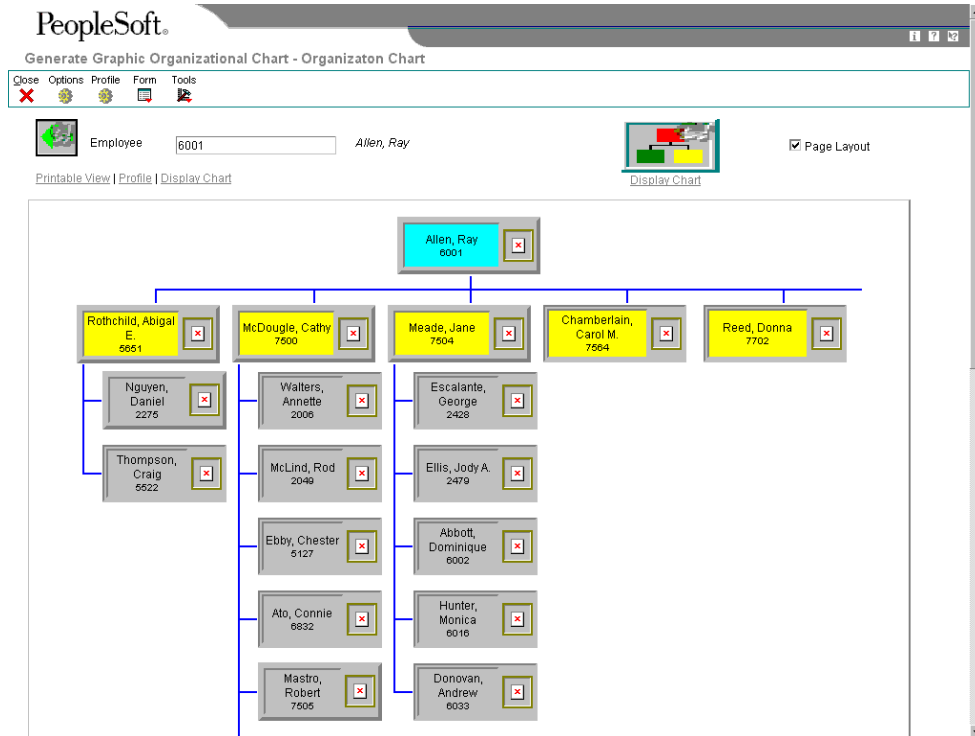 PeopleSoft®
Generate Graphic Organizational Chart - Organizaton Chart
Close Options Profile Form Tools
Employee 6001 Allen, Ray
Page Layout
Printable View | Profile | Display Chart
Display Chart
Allen, Ray
6001
Rothchild, Abigal
E.
5651
McDougle, Cathy
7500
Meade, Jane
7504
Chamberlain,
Carol M.
7564
Reed, Donna
7702
Nguyen,
Daniel
2275
Thompson,
Craig
5522
Walters,
Annette
2006
McLind, Rod
2049
Ebby, Chester
5127
Ato, Connie
6832
Mastro,
Robert
7505
Escalante,
George
2428
Ellis, Jody A.
2479
Abbott,
Dominique
6002
Hunter,
Monica
6016
Donovan,
Andrew
6033